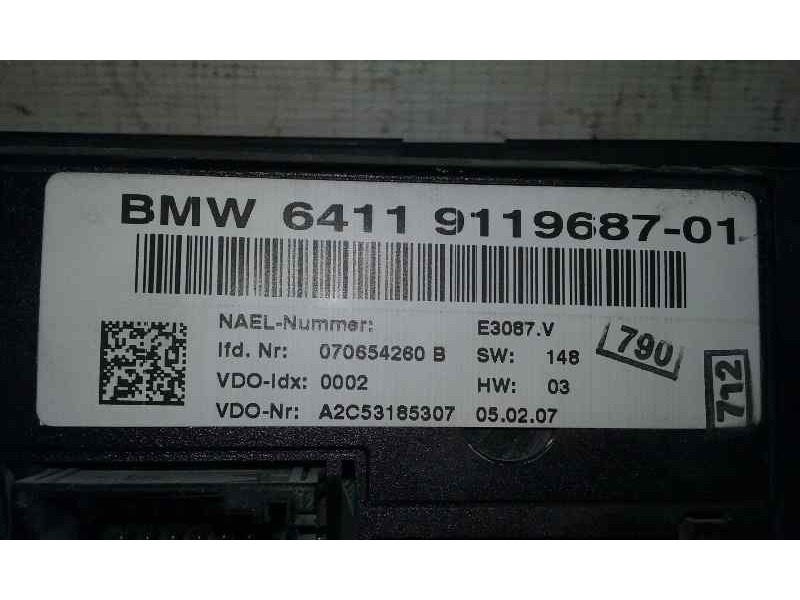 BMW 6411 9119687-01
NAEL-Nummer: E3087.V
lfd. Nr: 070654260 B SW: 148
VDO-Idx: 0002 HW: 03
VDO-Nr: A2C53185307 05.02.07
790
712